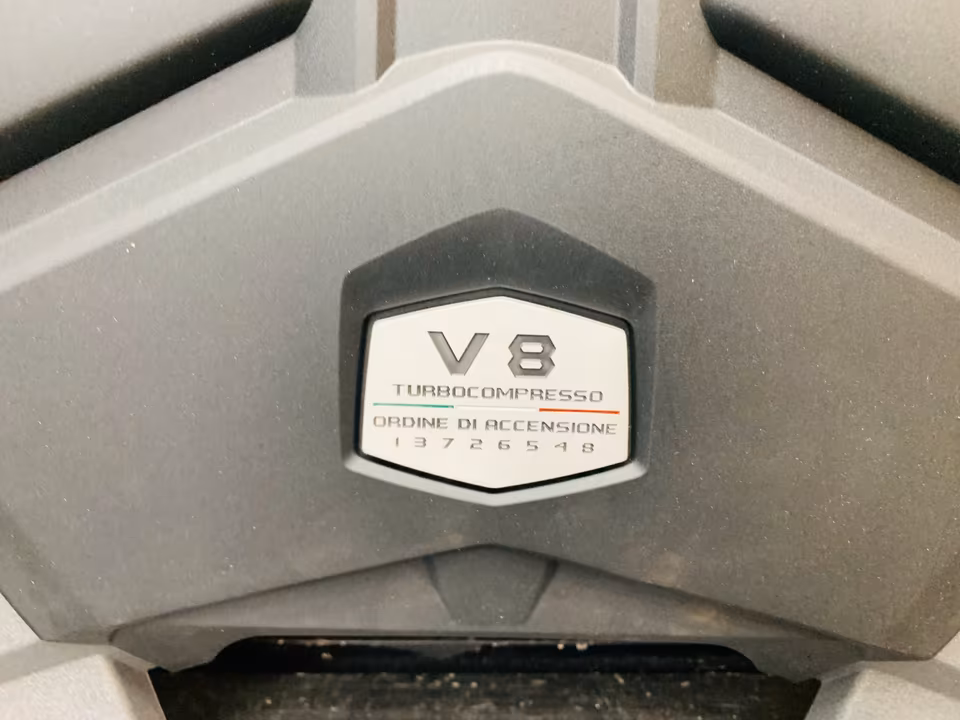 V8
TURBOCOMPRESSO
ORDINE DI ACCENSIONE
1 3 7 2 6 5 4 8